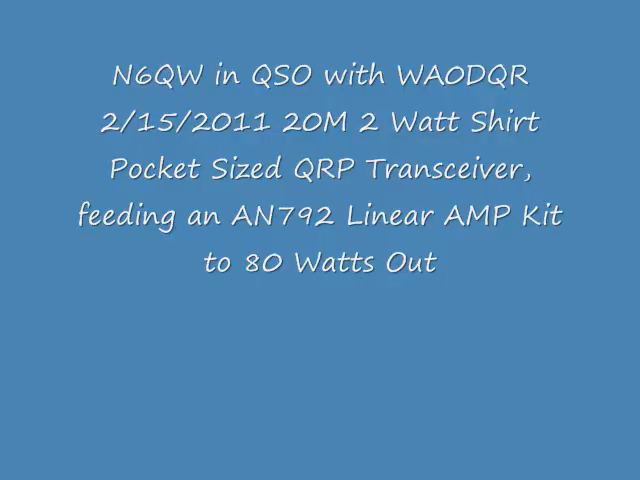 N6QW in QSO with WA0DQR
2/15/2011 20M 2 Watt Shirt
Pocket Sized QRP Transceiver,
feeding an AN792 Linear AMP Kit
to 80 Watts Out